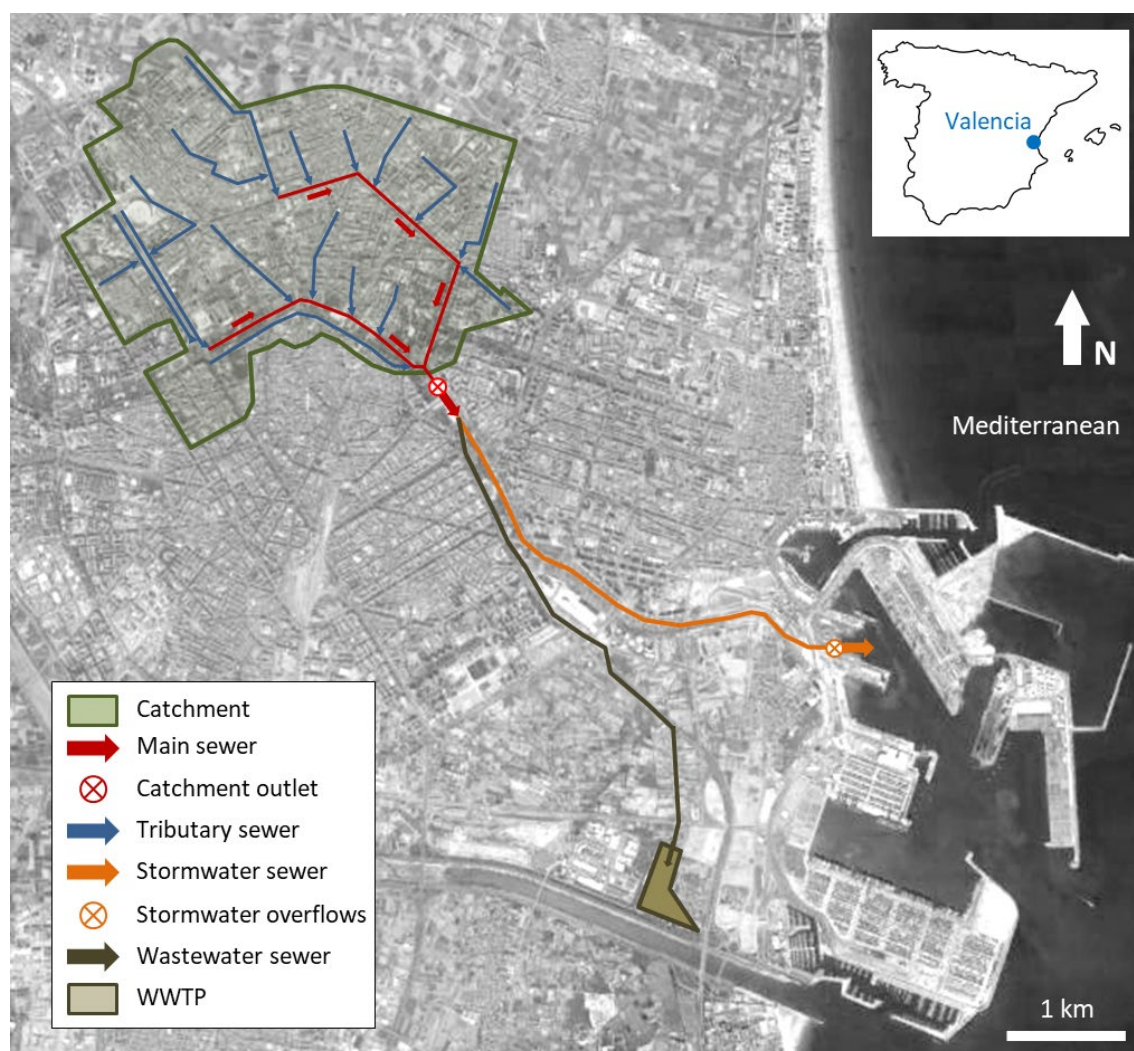 Valencia
N
Mediterranean
Catchment
Main sewer
Catchment outlet
Tributary sewer
Stormwater sewer
Stormwater overflows
Wastewater sewer
WWTP
1 km